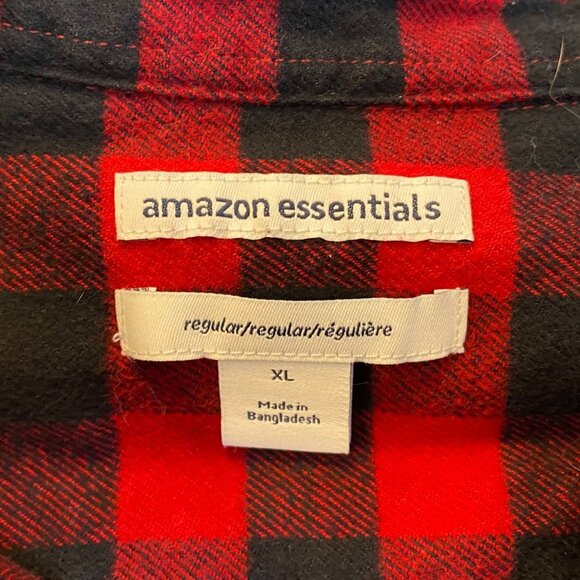 amazon essentials
regular/regular/régulière
XL
Made in
Bangladesh